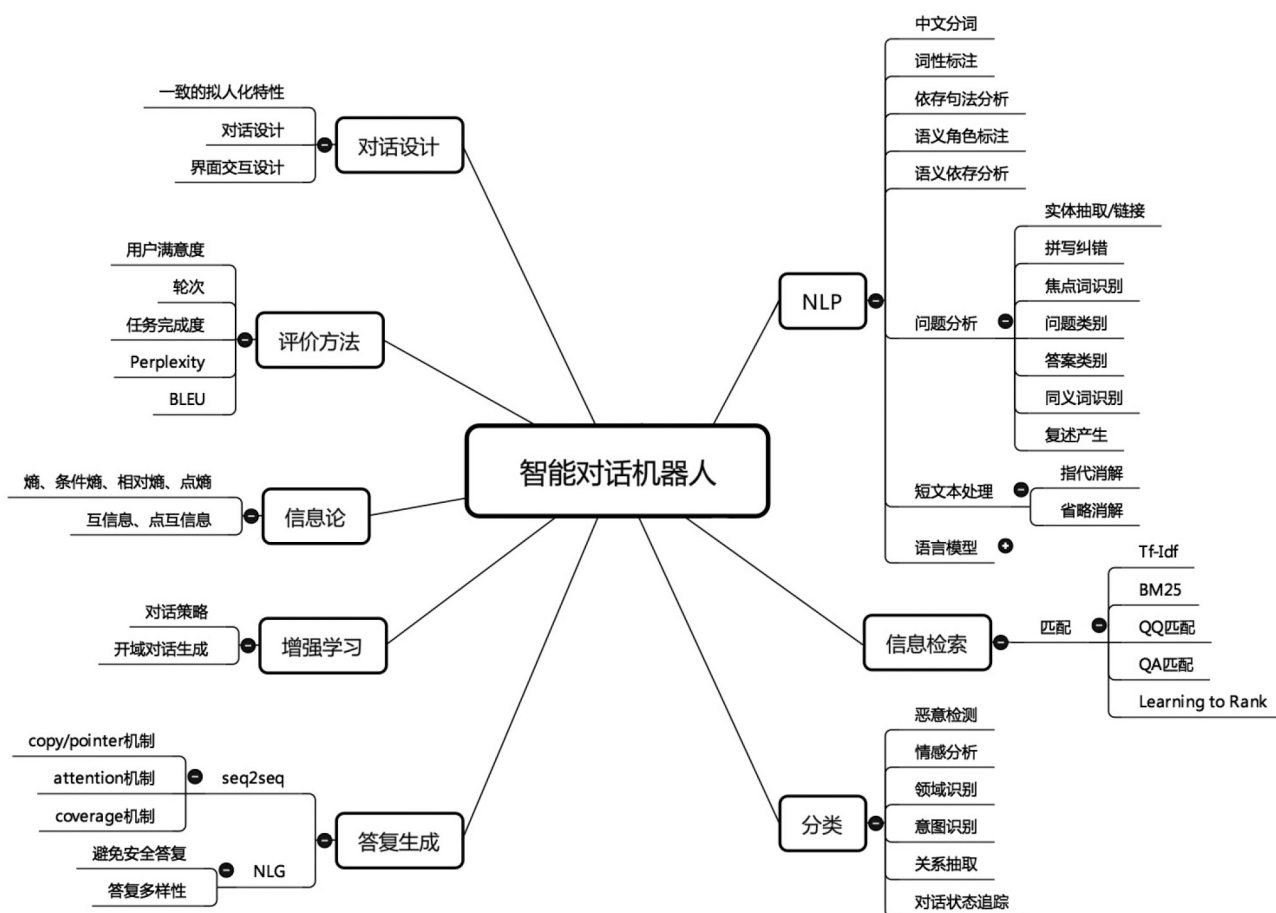 智能对话机器人
对话设计
一致的拟人化特性
对话设计
界面交互设计
评价方法
用户满意度
轮次
任务完成度
Perplexity
BLEU
信息论
熵、条件熵、相对熵、点熵
互信息、点互信息
增强学习
对话策略
开域对话生成
答复生成
seq2seq
copy/pointer机制
attention机制
coverage机制
NLG
避免安全答复
答复多样性
NLP
中文分词
词性标注
依存句法分析
语义角色标注
语义依存分析
问题分析
实体抽取/链接
拼写纠错
焦点词识别
问题类别
答案类别
同义词识别
复述产生
短文本处理
指代消解
省略消解
语言模型
信息检索
匹配
Tf-Idf
BM25
QQ匹配
QA匹配
Learning to Rank
分类
恶意检测
情感分析
领域识别
意图识别
关系抽取
对话状态追踪